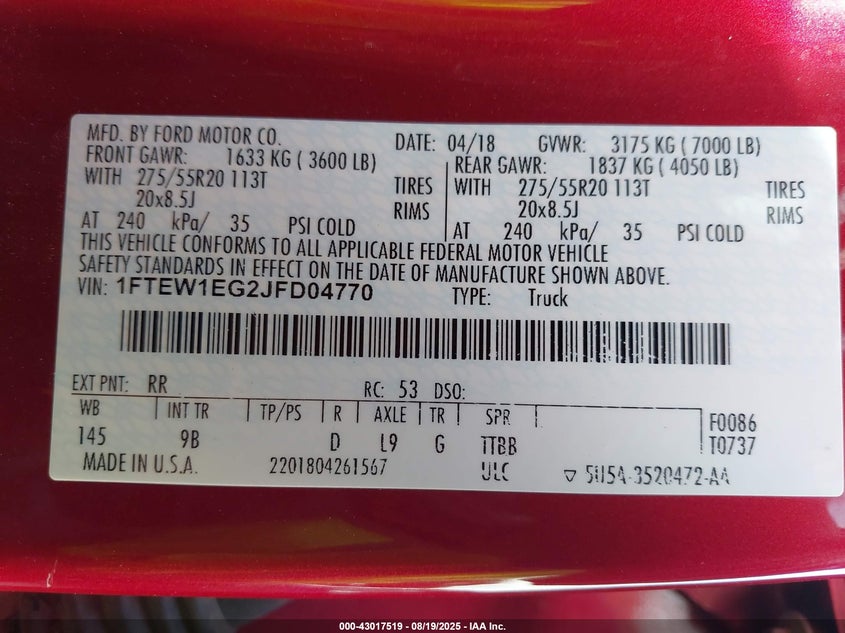 MFD. BY FORD MOTOR CO. DATE: 04/18 GVWR: 3175 KG ( 7000 LB)
FRONT GAWR: 1633 KG ( 3600 LB) REAR GAWR: 1837 KG ( 4050 LB)
WITH 275/55R20 113T TIRES WITH 275/55R20 113T TIRES
20x8.5J RIMS 20x8.5J RIMS
AT 240 kPa/ 35 PSI COLD AT 240 kPa/ 35 PSI COLD
THIS VEHICLE CONFORMS TO ALL APPLICABLE FEDERAL MOTOR VEHICLE
SAFETY STANDARDS IN EFFECT ON THE DATE OF MANUFACTURE SHOWN ABOVE.
VIN: 1FTEW1EG2JFD04770 TYPE: Truck
EXT PNT: RR RC: 53 DSO:
WB INT TR TP/PS R AXLE TR SPR F0086
145 9B D L9 G TTBB T0737
MADE IN U.S.A. 2201804261567 ULC ▽ 5U5A-3520472-AA
000-43017519 - 08/19/2025 - IAA Inc.